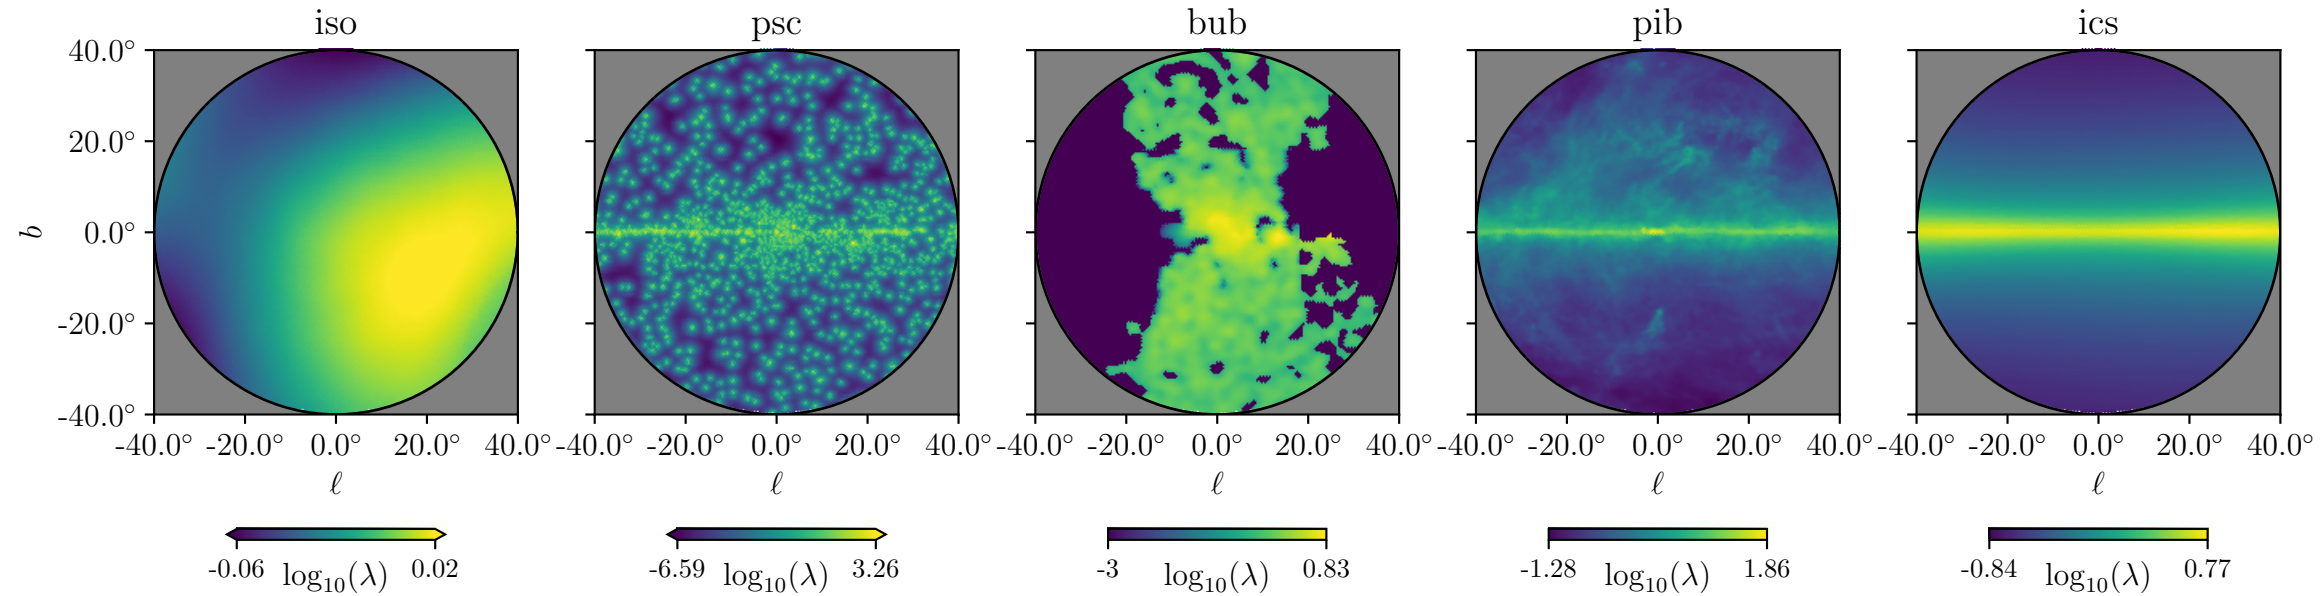 iso psc bub pib ics
40.0°
20.0°
0.0°
-20.0°
-40.0°
b
-40.0° -20.0° 0.0° 20.0° 40.0° -40.0° -20.0° 0.0° 20.0° 40.0° -40.0° -20.0° 0.0° 20.0° 40.0° -40.0° -20.0° 0.0° 20.0° 40.0° -40.0° -20.0° 0.0° 20.0° 40.0°
ℓ ℓ ℓ ℓ ℓ
-0.06 log₁₀(λ) 0.02 -6.59 log₁₀(λ) 3.26 -3 log₁₀(λ) 0.83 -1.28 log₁₀(λ) 1.86 -0.84 log₁₀(λ) 0.77